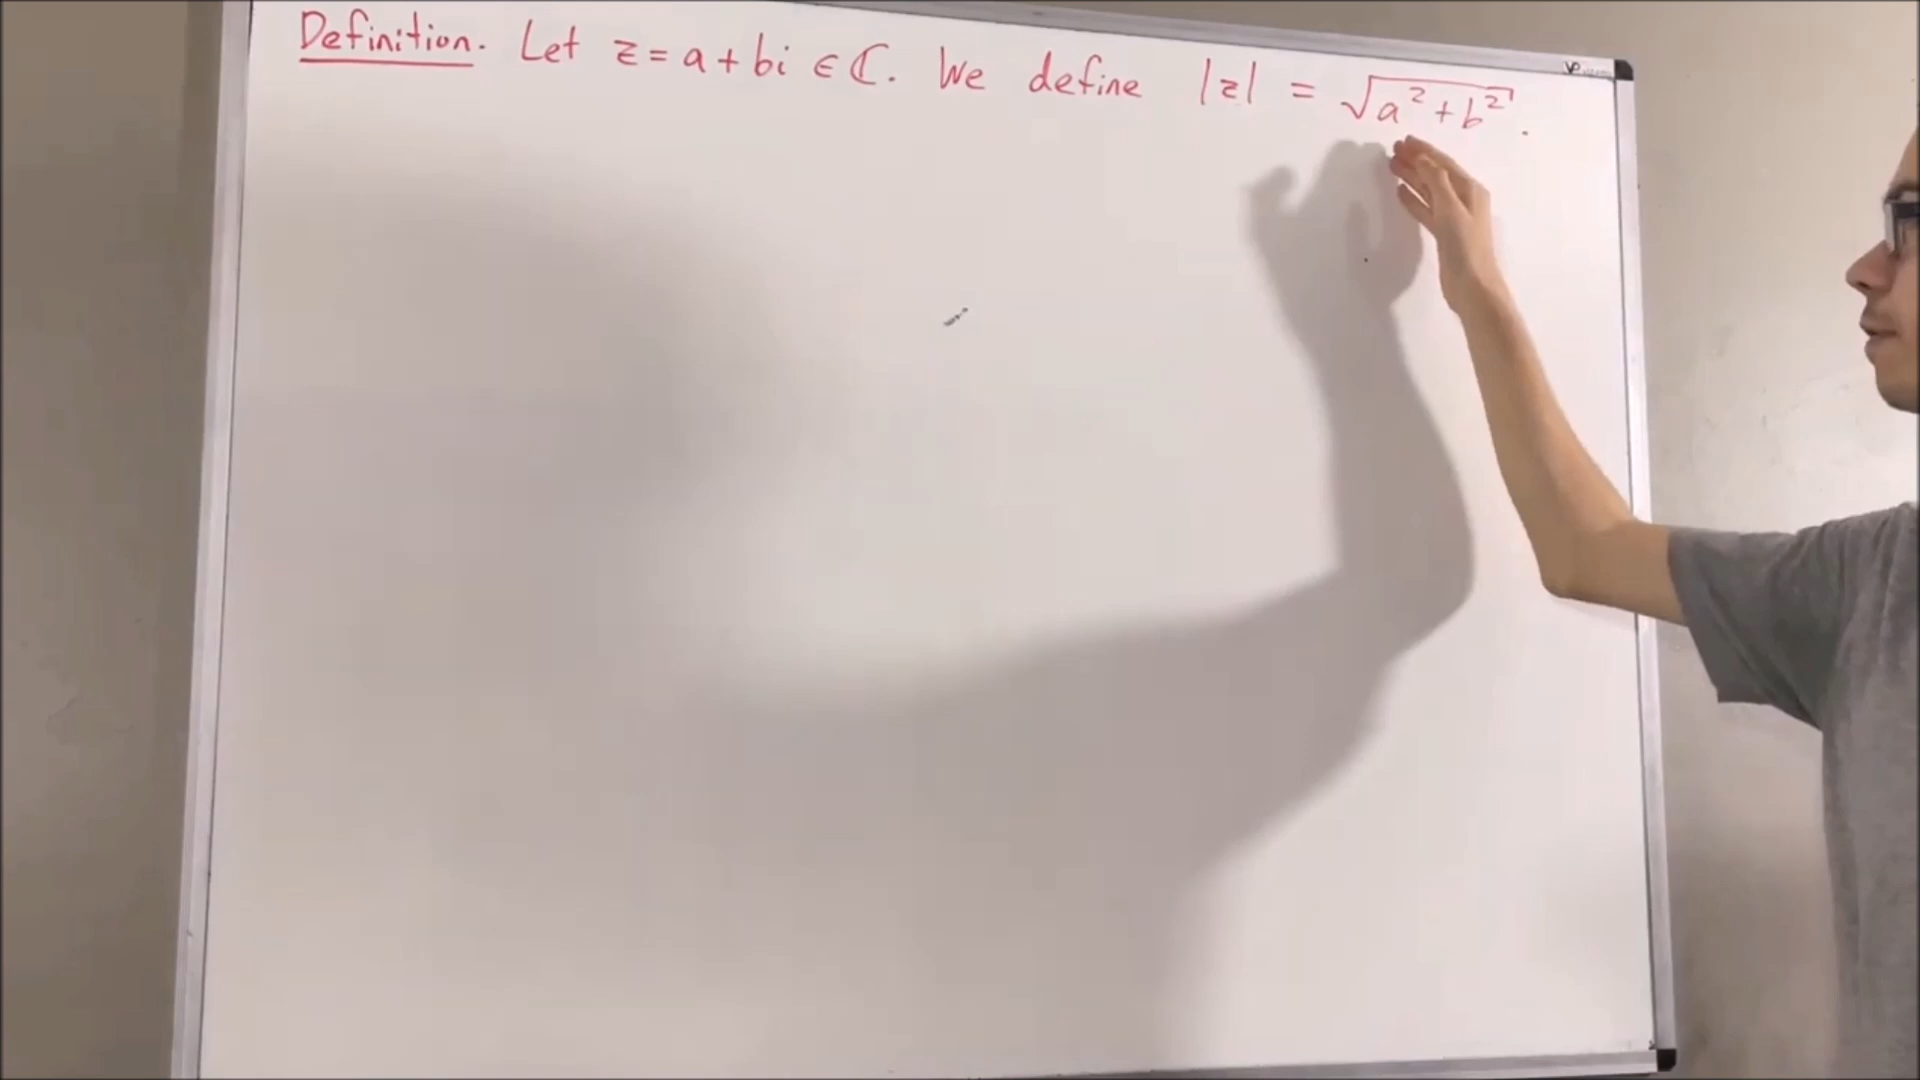 Definition. Let z = a + bi ∈ ℂ. We define |z| = √(a² + b²).